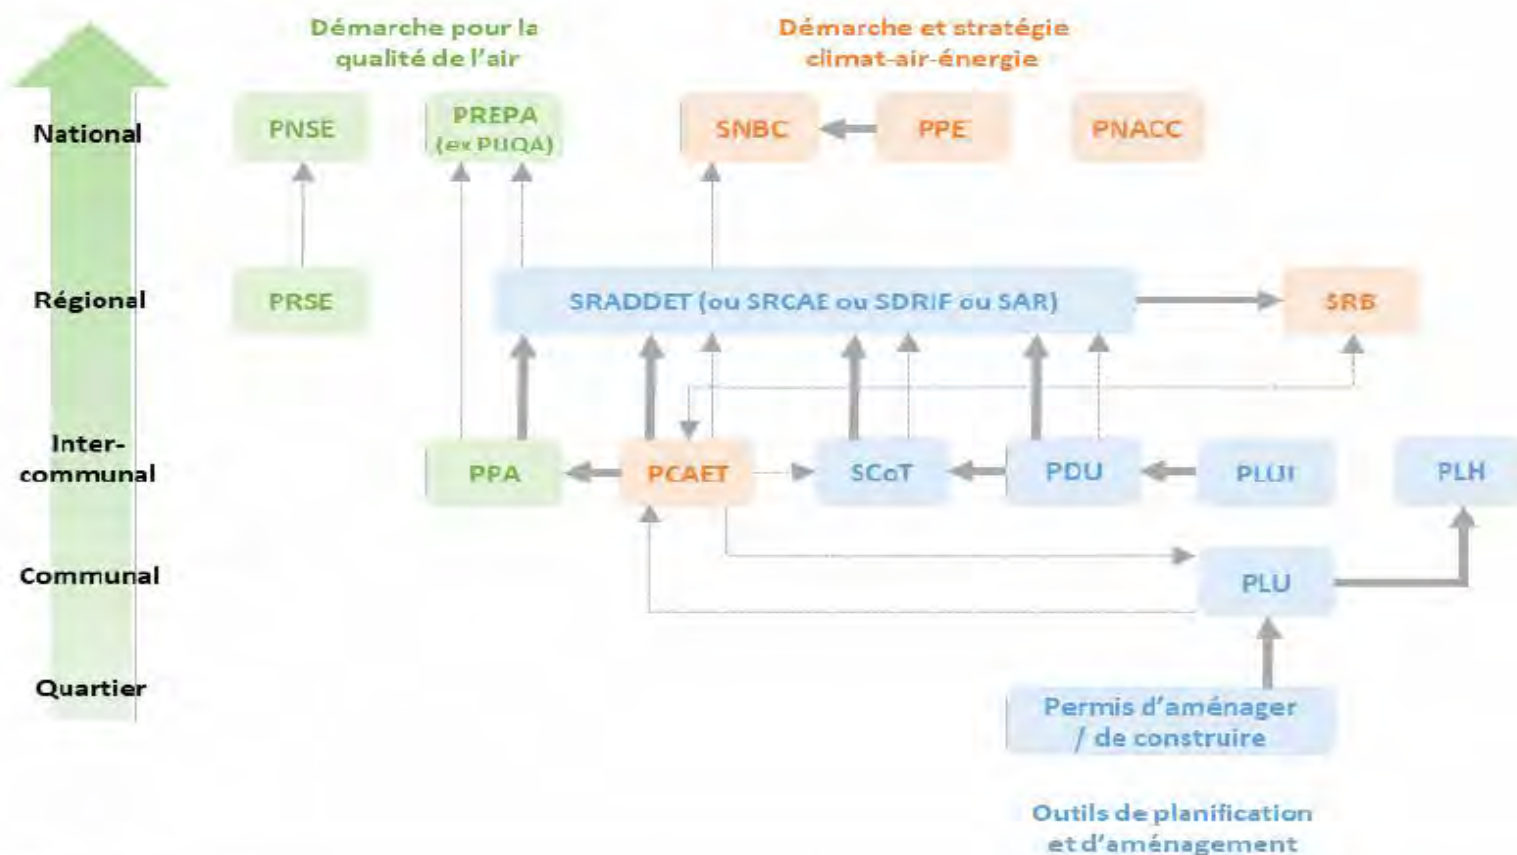 Démarche pour la
qualité de l'air
Démarche et stratégie
climat-air-énergie
National
PNSE
PREPA
(ex PUQA)
SNBC
PPE
PNACC
Régional
PRSE
SRADDET (ou SRCAE ou SDRIF ou SAR)
SRB
Inter-
communal
PPA
PCAET
SCoT
PDU
PLUI
PLH
Communal
PLU
Quartier
Permis d'aménager
/ de construire
Outils de planification
et d'aménagement